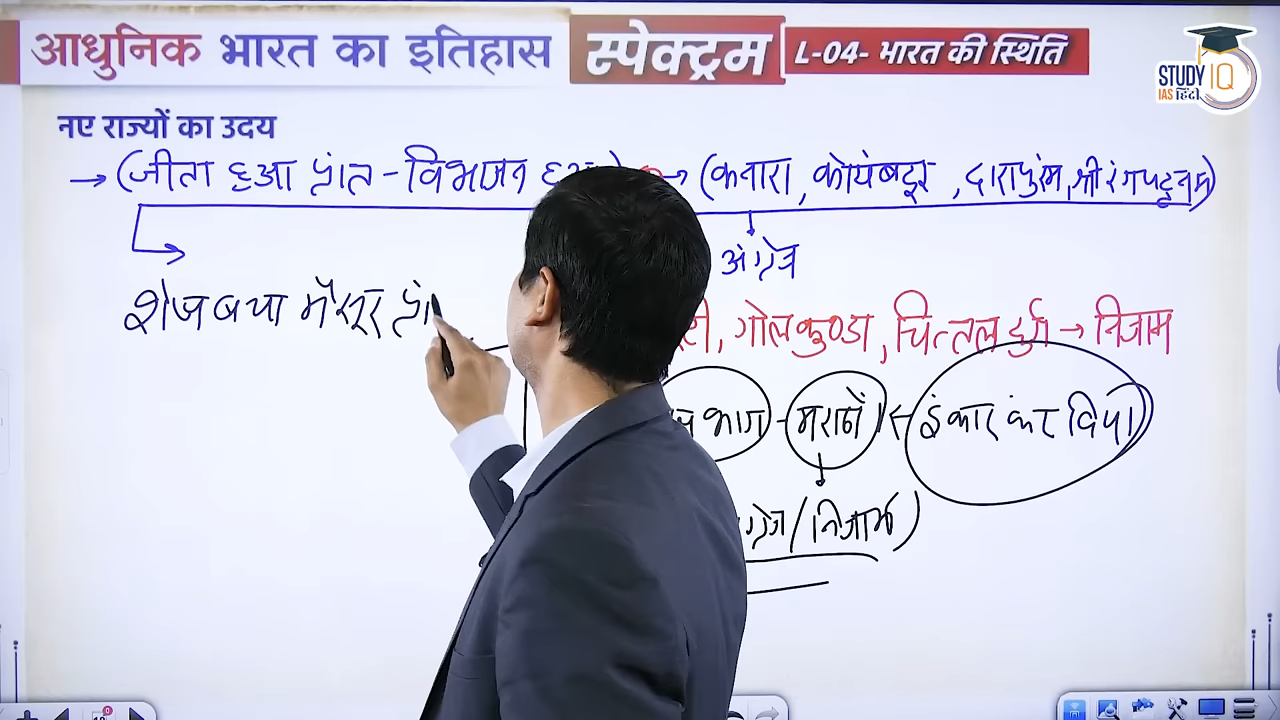 आधुनिक भारत का इतिहास स्पेक्ट्रम L-04- भारत की स्थिति
STUDY IQ
IAS हिंदी
नए राज्यों का उदय
→ (जीता हुआ प्रांत - विभाजन → (कनारा, कोयंबटूर, दारापुरम, श्रीरंगपट्टनम)
अंग्रेज
शेष बचा मैसूर प्रां
गोलकुण्डा, चित्तलदुर्ग → निजाम
भाग - मराठों ← इंकार कर दिया
/ निजाम)